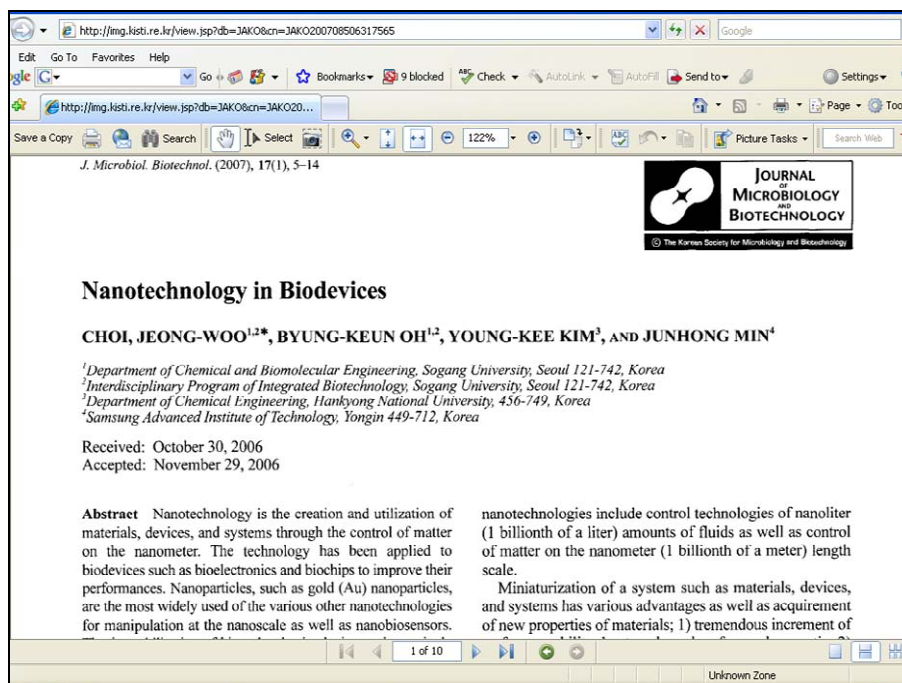 http://img.kisti.re.kr/view.jsp?db=JAKO&cn=JAKO200708506317565
Google
Edit Go To Favorites Help
gle G Go Bookmarks 9 blocked Check AutoLink AutoFill Send to Settings
http://img.kisti.re.kr/view.jsp?db=JAKO&cn=JAKO20... Page Too
Save a Copy Search Select 122% Picture Tasks Search Web
J. Microbiol. Biotechnol. (2007), 17(1), 5–14
JOURNAL
OF
MICROBIOLOGY
AND
BIOTECHNOLOGY
© The Korean Society for Microbiology and Biotechnology
Nanotechnology in Biodevices
CHOI, JEONG-WOO1,2*, BYUNG-KEUN OH1,2, YOUNG-KEE KIM3, AND JUNHONG MIN4
1Department of Chemical and Biomolecular Engineering, Sogang University, Seoul 121-742, Korea
2Interdisciplinary Program of Integrated Biotechnology, Sogang University, Seoul 121-742, Korea
3Department of Chemical Engineering, Hankyong National University, 456-749, Korea
4Samsung Advanced Institute of Technology, Yongin 449-712, Korea
Received: October 30, 2006
Accepted: November 29, 2006
Abstract Nanotechnology is the creation and utilization of
materials, devices, and systems through the control of matter
on the nanometer. The technology has been applied to
biodevices such as bioelectronics and biochips to improve their
performances. Nanoparticles, such as gold (Au) nanoparticles,
are the most widely used of the various other nanotechnologies
for manipulation at the nanoscale as well as nanobiosensors.
nanotechnologies include control technologies of nanoliter
(1 billionth of a liter) amounts of fluids as well as control
of matter on the nanometer (1 billionth of a meter) length
scale.
Miniaturization of a system such as materials, devices,
and systems has various advantages as well as acquirement
of new properties of materials; 1) tremendous increment of
1 of 10
Unknown Zone